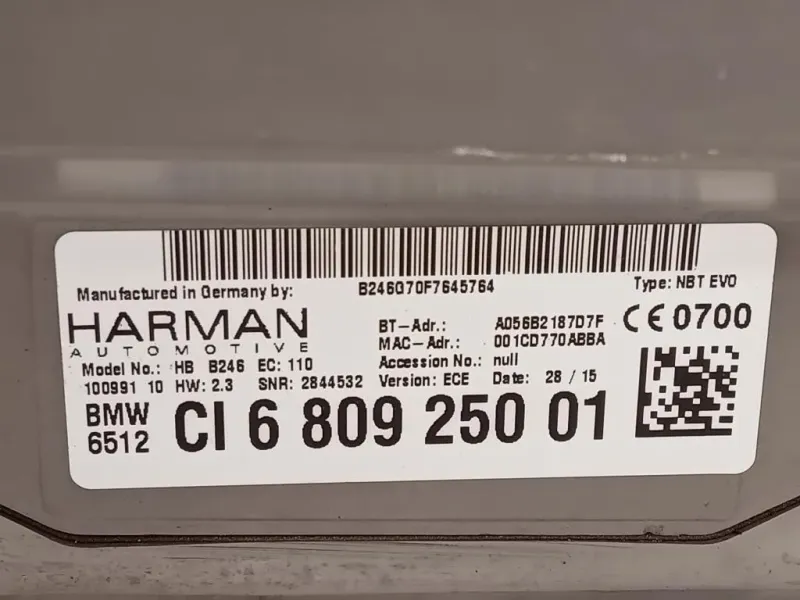 Manufactured in Germany by: B246G70F7645764 Type: NBT EVO
HARMAN
AUTOMOTIVE
BT-Adr.: A056B2187D7F
MAC-Adr.: 001CD770ABBA
CE 0700
Model No.: HB B246 EC: 110 Accession No.: null
100991 10 HW: 2.3 SNR: 2844532 Version: ECE Date: 28 / 15
BMW
6512
CI 6 809 250 01